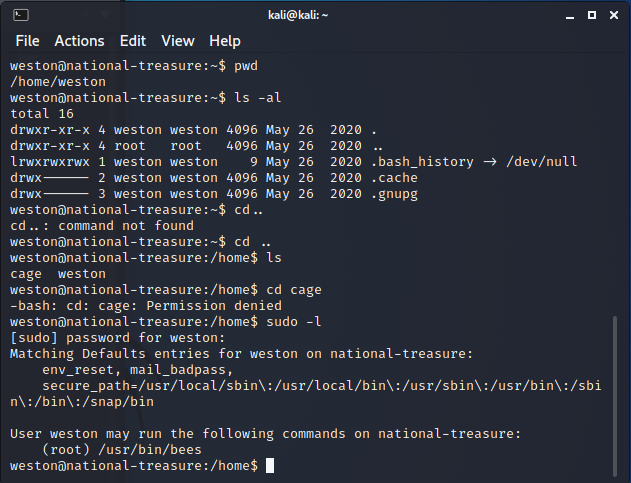 kali@kali: ~
File Actions Edit View Help
weston@national-treasure:~$ pwd
/home/weston
weston@national-treasure:~$ ls -al
total 16
drwxr-xr-x 4 weston weston 4096 May 26  2020 .
drwxr-xr-x 4 root   root   4096 May 26  2020 ..
lrwxrwxrwx 1 weston weston    9 May 26  2020 .bash_history -> /dev/null
drwx------ 2 weston weston 4096 May 26  2020 .cache
drwx------ 3 weston weston 4096 May 26  2020 .gnupg
weston@national-treasure:~$ cd..
cd..: command not found
weston@national-treasure:~$ cd ..
weston@national-treasure:/home$ ls
cage  weston
weston@national-treasure:/home$ cd cage
-bash: cd: cage: Permission denied
weston@national-treasure:/home$ sudo -l
[sudo] password for weston:
Matching Defaults entries for weston on national-treasure:
    env_reset, mail_badpass,
    secure_path=/usr/local/sbin\:/usr/local/bin\:/usr/sbin\:/usr/bin\:/sbi
n\:/bin\:/snap/bin

User weston may run the following commands on national-treasure:
    (root) /usr/bin/bees
weston@national-treasure:/home$